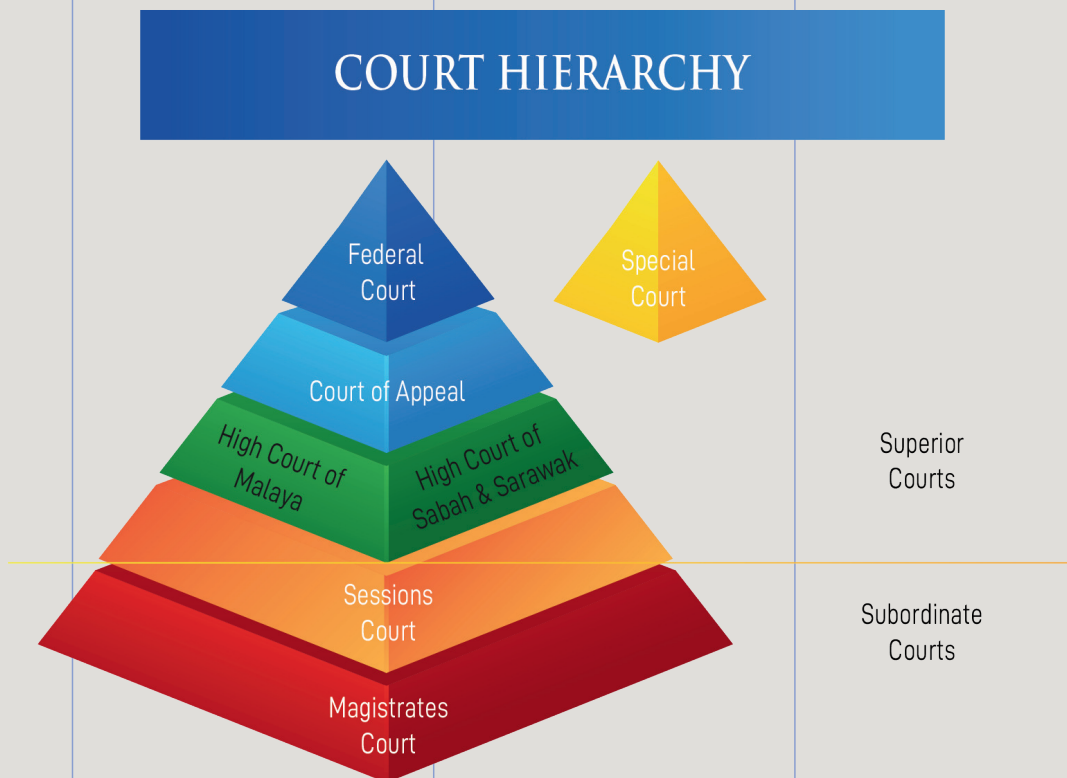 COURT HIERARCHY
Federal
Court
Special
Court
Court of Appeal
High Court of
Malaya
High Court of
Sabah & Sarawak
Superior
Courts
Sessions
Court
Subordinate
Courts
Magistrates
Court